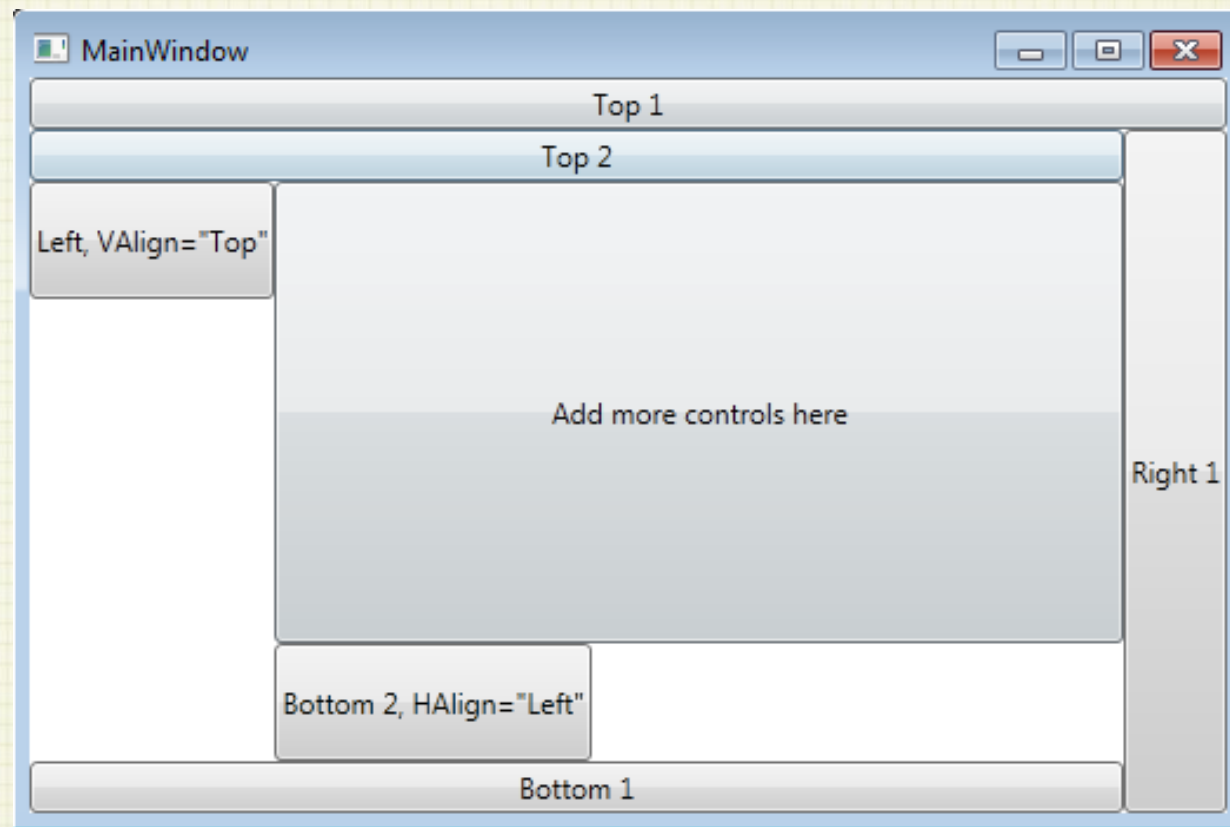 MainWindow
Top 1
Top 2
Left, VAlign="Top"
Add more controls here
Right 1
Bottom 2, HAlign="Left"
Bottom 1